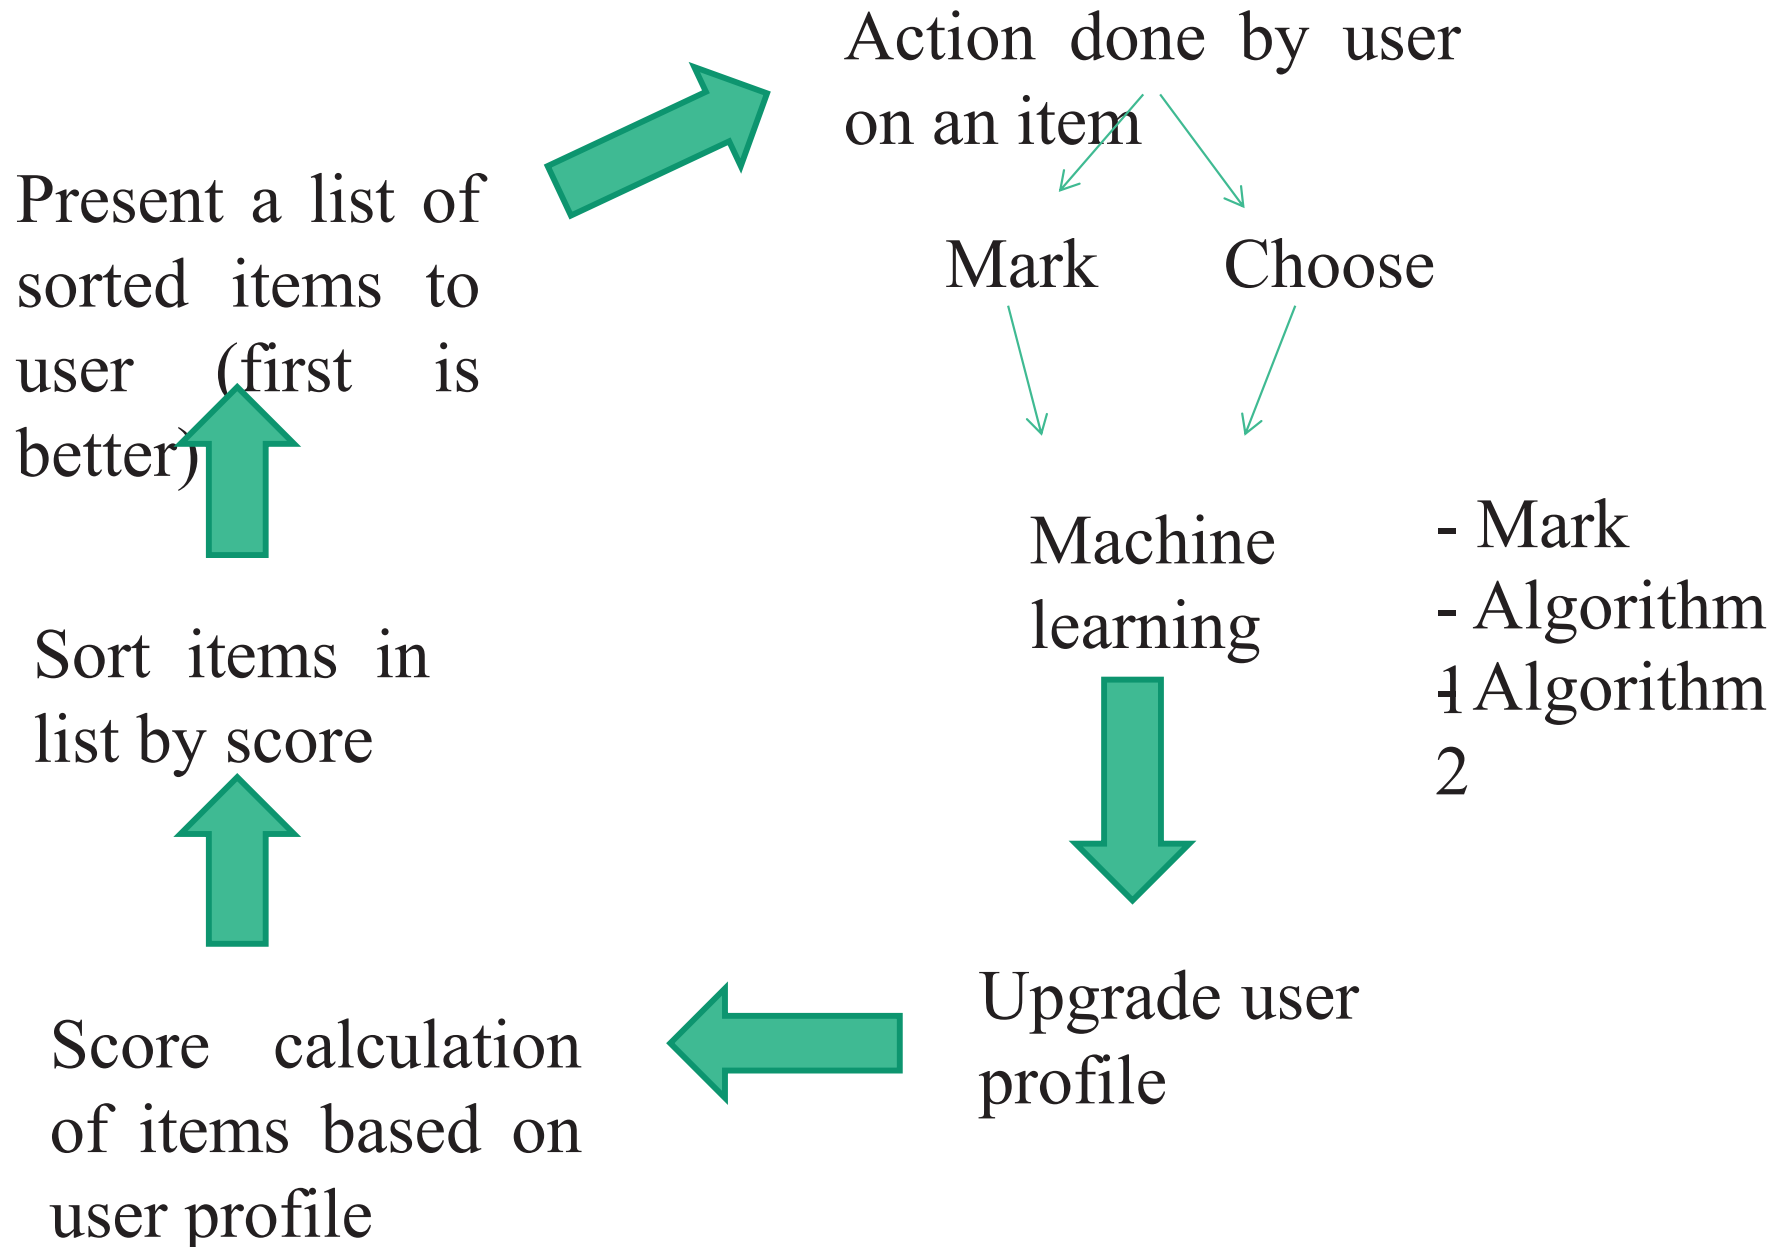 Action done by user
on an item
Present a list of
sorted items to
user (first is
better)
Mark
Choose
Machine
learning
- Mark
- Algorithm
1
- Algorithm
2
Sort items in
list by score
Upgrade user
profile
Score calculation
of items based on
user profile